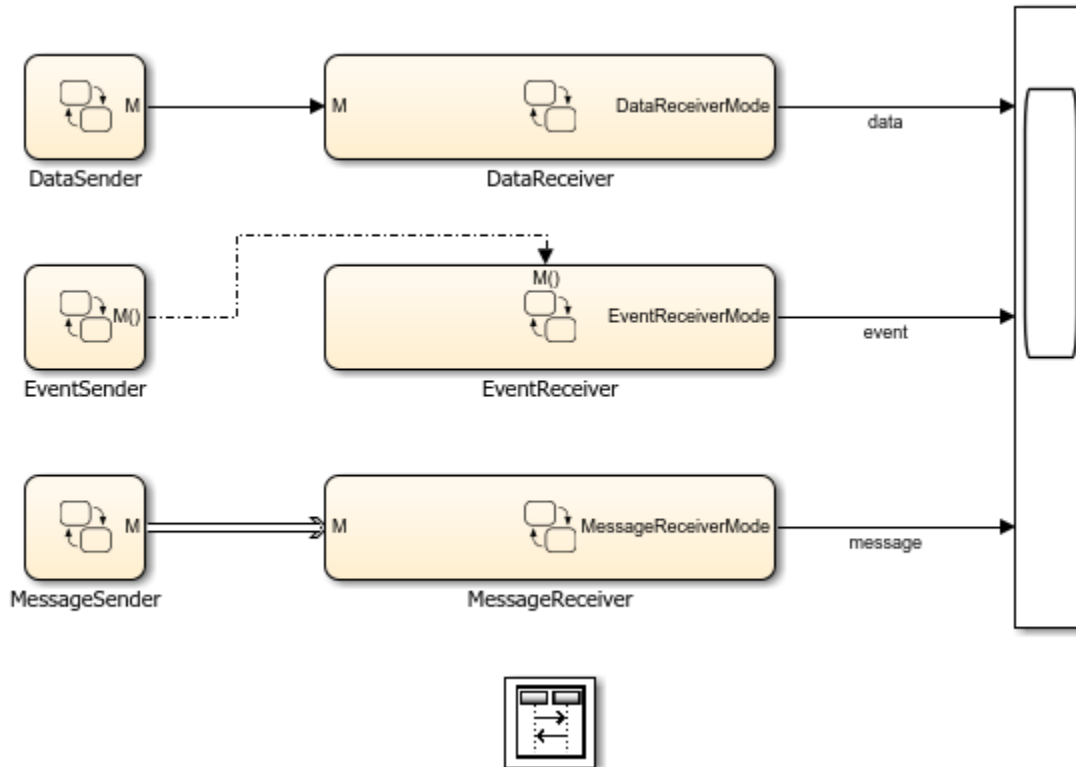 M
M
DataReceiverMode
data
DataSender
DataReceiver
M()
M()
EventReceiverMode
event
EventSender
EventReceiver
M
M
MessageReceiverMode
message
MessageSender
MessageReceiver